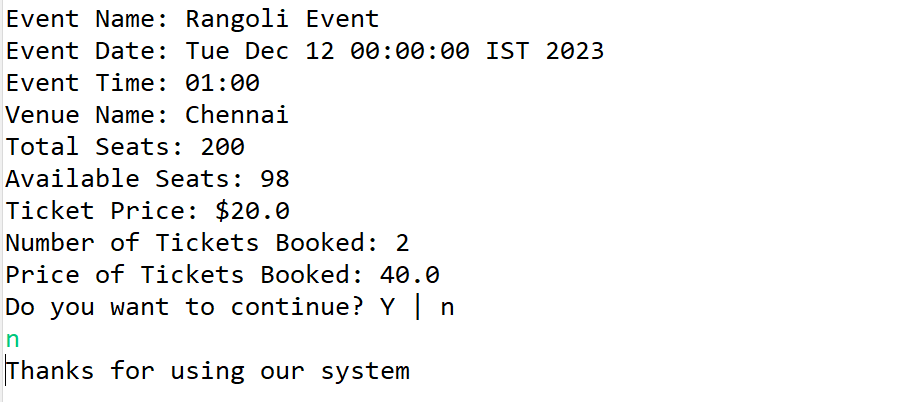 Event Name: Rangoli Event
Event Date: Tue Dec 12 00:00:00 IST 2023
Event Time: 01:00
Venue Name: Chennai
Total Seats: 200
Available Seats: 98
Ticket Price: $20.0
Number of Tickets Booked: 2
Price of Tickets Booked: 40.0
Do you want to continue? Y | n
n
Thanks for using our system